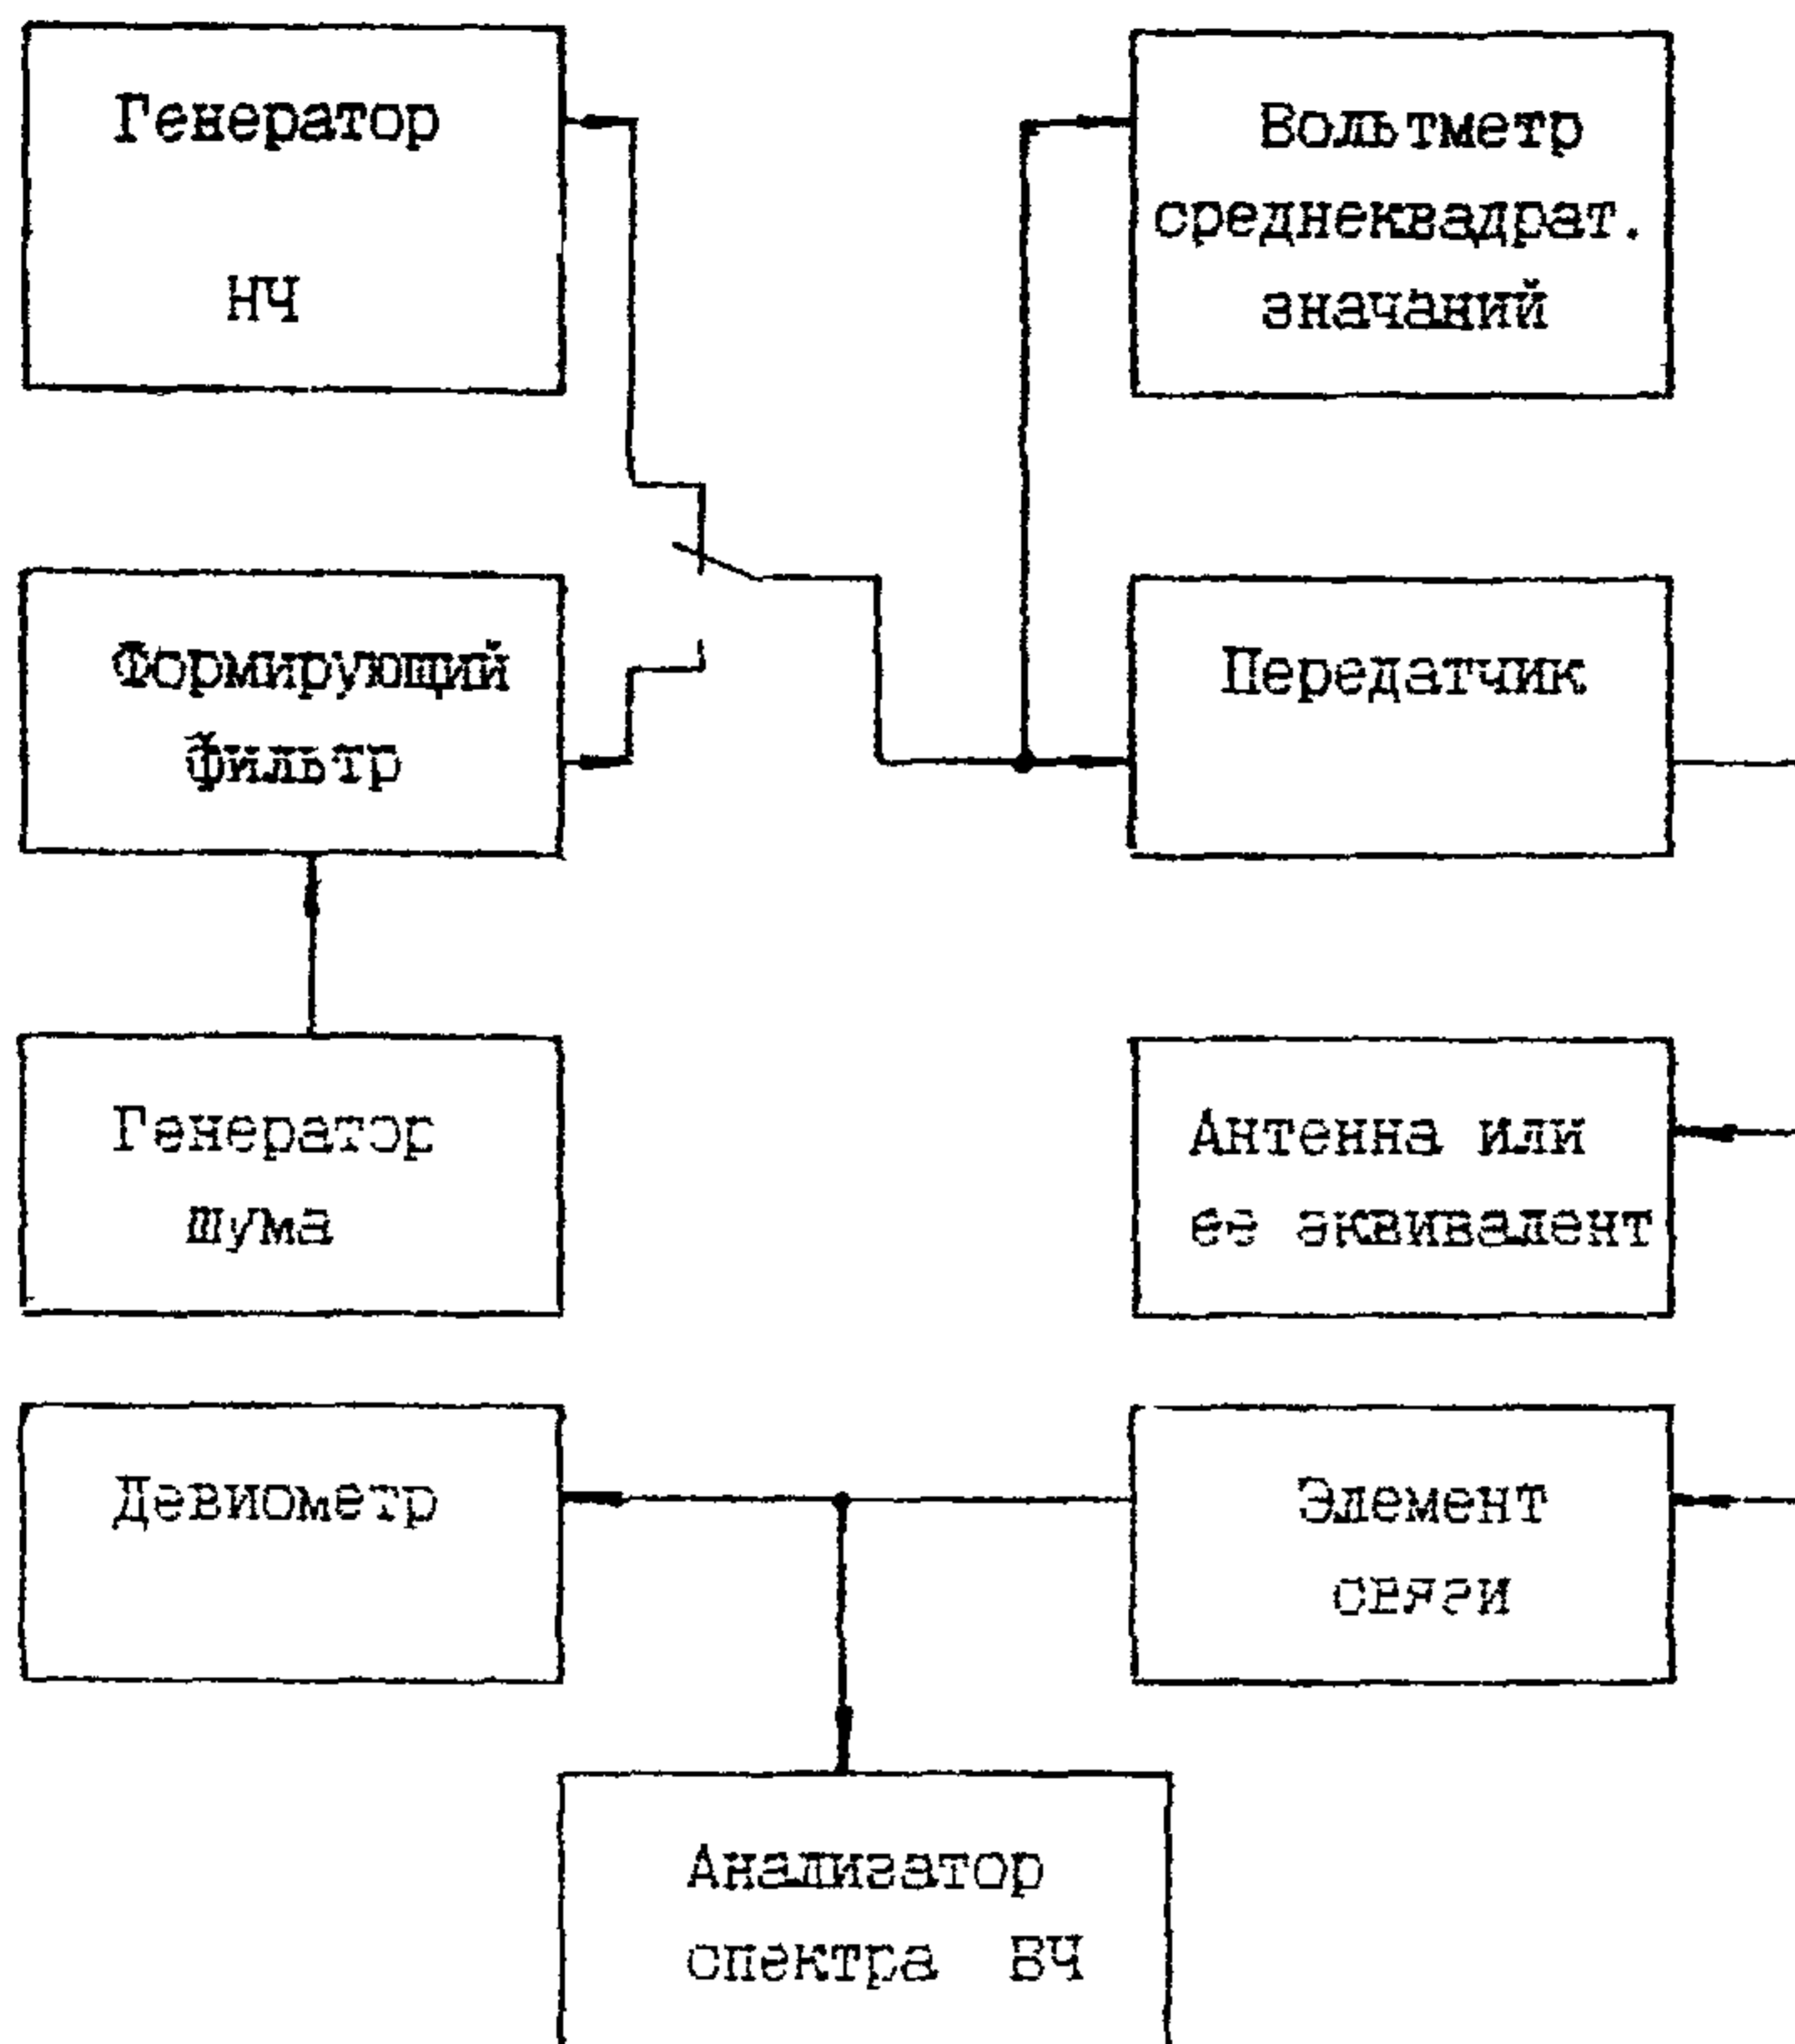 Генератор
НЧ
Вольтметр
среднеквадрат.
значаний
Формирующий
фильтр
Передатчик
Генератор
шума
Антенна или
ее эквивалент
Девиометр
Элемент
связи
Анализатор
спектра ВЧ